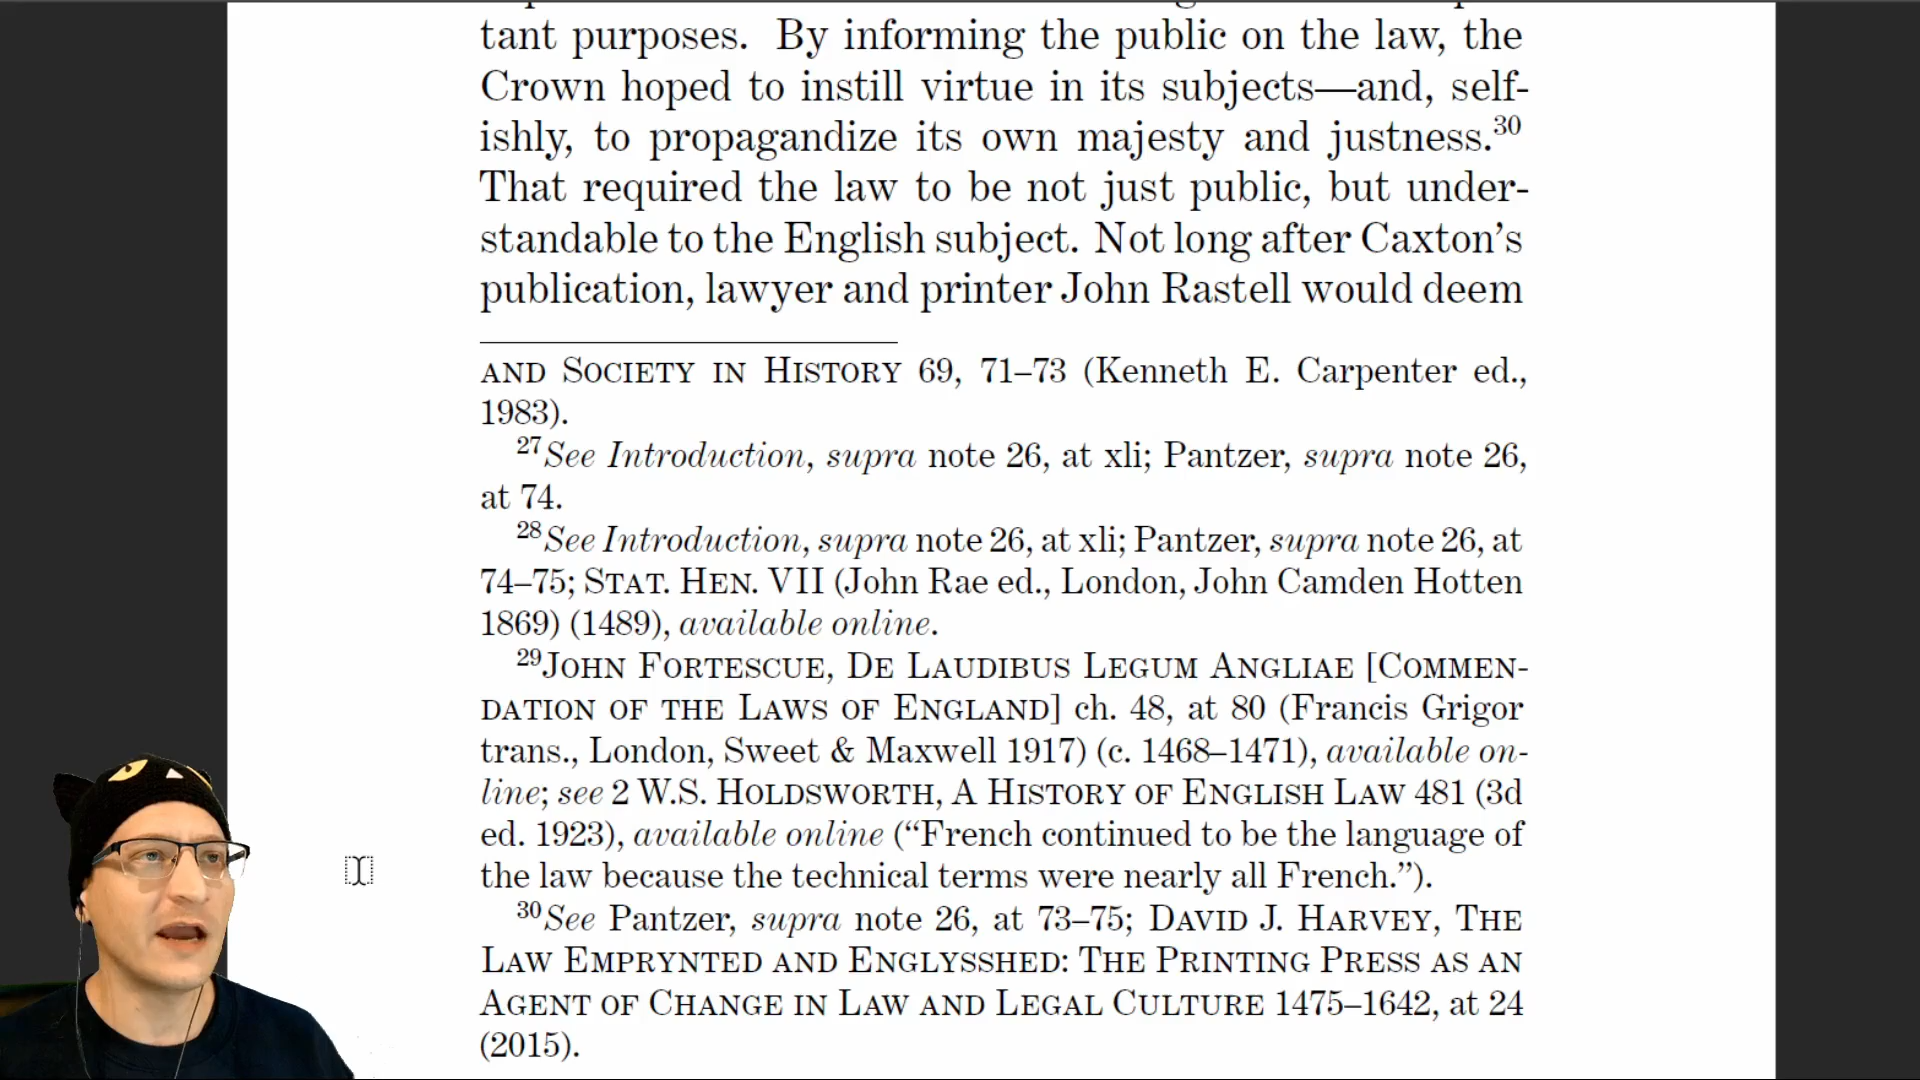 tant purposes. By informing the public on the law, the
Crown hoped to instill virtue in its subjects—and, self-
ishly, to propagandize its own majesty and justness.30
That required the law to be not just public, but under-
standable to the English subject. Not long after Caxton’s
publication, lawyer and printer John Rastell would deem
AND SOCIETY IN HISTORY 69, 71–73 (Kenneth E. Carpenter ed.,
1983).
27See Introduction, supra note 26, at xli; Pantzer, supra note 26,
at 74.
28See Introduction, supra note 26, at xli; Pantzer, supra note 26, at
74–75; STAT. HEN. VII (John Rae ed., London, John Camden Hotten
1869) (1489), available online.
29JOHN FORTESCUE, DE LAUDIBUS LEGUM ANGLIAE [COMMEN-
DATION OF THE LAWS OF ENGLAND] ch. 48, at 80 (Francis Grigor
trans., London, Sweet & Maxwell 1917) (c. 1468–1471), available on-
line; see 2 W.S. HOLDSWORTH, A HISTORY OF ENGLISH LAW 481 (3d
ed. 1923), available online (“French continued to be the language of
the law because the technical terms were nearly all French.”).
30See Pantzer, supra note 26, at 73–75; DAVID J. HARVEY, THE
LAW EMPRYNTED AND ENGLYSSHED: THE PRINTING PRESS AS AN
AGENT OF CHANGE IN LAW AND LEGAL CULTURE 1475–1642, at 24
(2015).